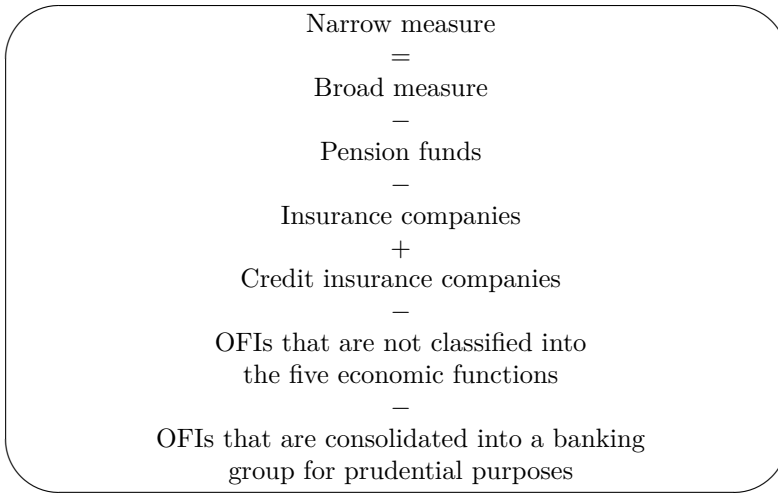 Narrow measure
=
Broad measure
−
Pension funds
−
Insurance companies
+
Credit insurance companies
−
OFIs that are not classified into
the five economic functions
−
OFIs that are consolidated into a banking
group for prudential purposes